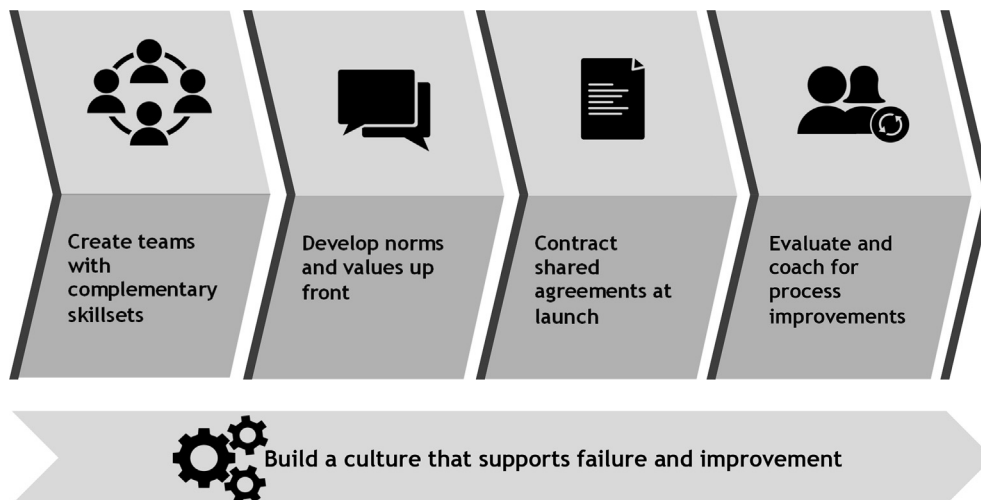 Create teams
with
complementary
skillsets
Develop norms
and values up
front
Contract
shared
agreements at
launch
Evaluate and
coach for
process
improvements
Build a culture that supports failure and improvement